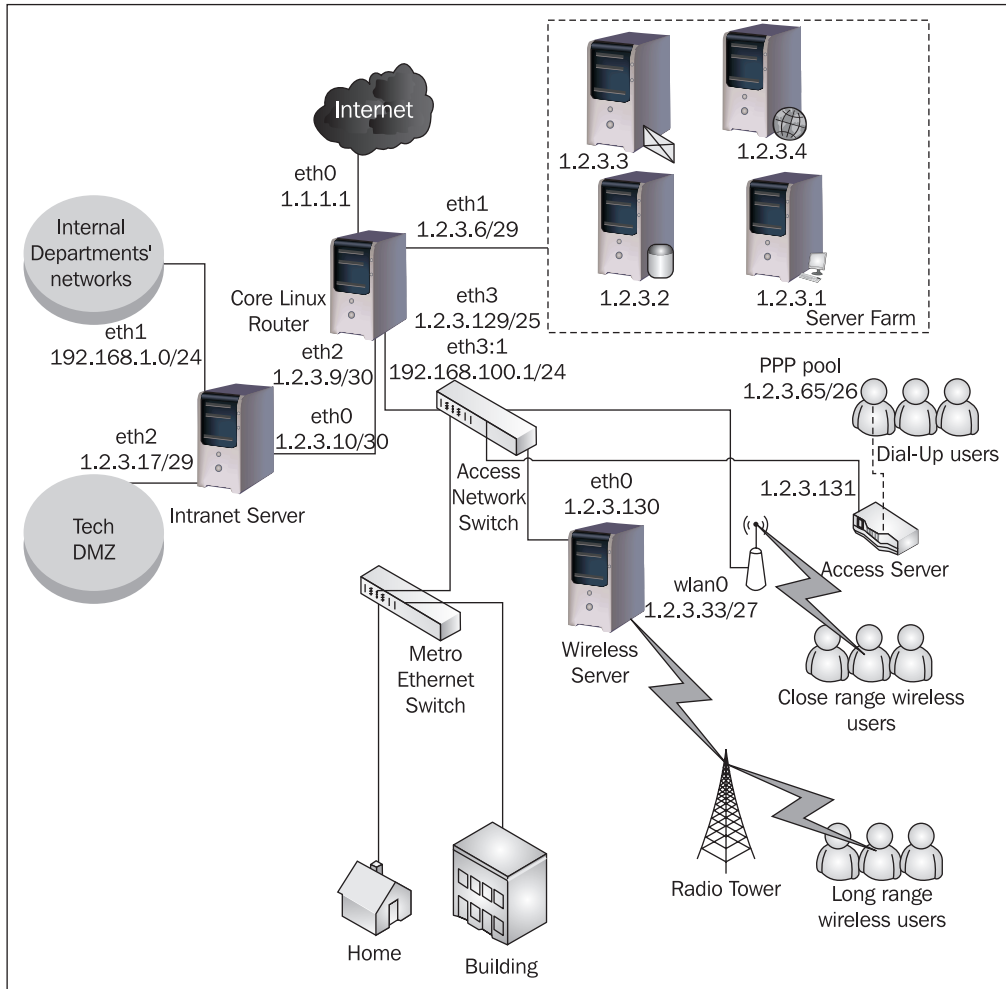 Internet
eth0
1.1.1.1
eth1
1.2.3.6/29
1.2.3.3
1.2.3.4
1.2.3.2
1.2.3.1
Server Farm
Internal
Departments'
networks
eth1
192.168.1.0/24
Core Linux
Router
eth3
1.2.3.129/25
eth3:1
192.168.100.1/24
eth2
1.2.3.9/30
eth0
1.2.3.10/30
eth2
1.2.3.17/29
Intranet Server
Tech
DMZ
Access
Network
Switch
PPP pool
1.2.3.65/26
Dial-Up users
1.2.3.131
Access Server
eth0
1.2.3.130
wlan0
1.2.3.33/27
Wireless
Server
Close range wireless
users
Metro
Ethernet
Switch
Radio Tower
Long range
wireless users
Home
Building